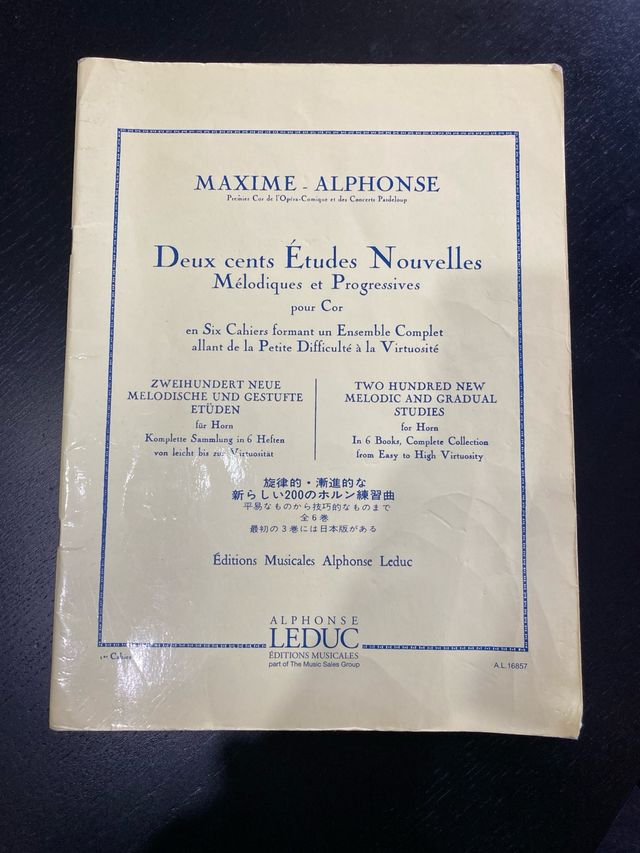 MAXIME - ALPHONSE
Premier Cor de l'Opéra-Comique et des Concerts Pasdeloup
Deux cents Études Nouvelles
Mélodiques et Progressives
pour Cor
en Six Cahiers formant un Ensemble Complet
allant de la Petite Difficulté à la Virtuosité
ZWEIHUNDERT NEUE
MELODISCHE UND GESTUFTE
ETÜDEN
für Horn
Komplette Sammlung in 6 Heften
von leicht bis zur Virtuosität
TWO HUNDRED NEW
MELODIC AND GRADUAL
STUDIES
for Horn
In 6 Books, Complete Collection
from Easy to High Virtuosity
旋律的・漸進的な
新らしい200のホルン練習曲
平易なものから技巧的なものまで
全6巻
最初の3巻には日本版がある
Éditions Musicales Alphonse Leduc
ALPHONSE
LEDUC
ÉDITIONS MUSICALES
part of The Music Sales Group
1er Cahier
A.L.16857